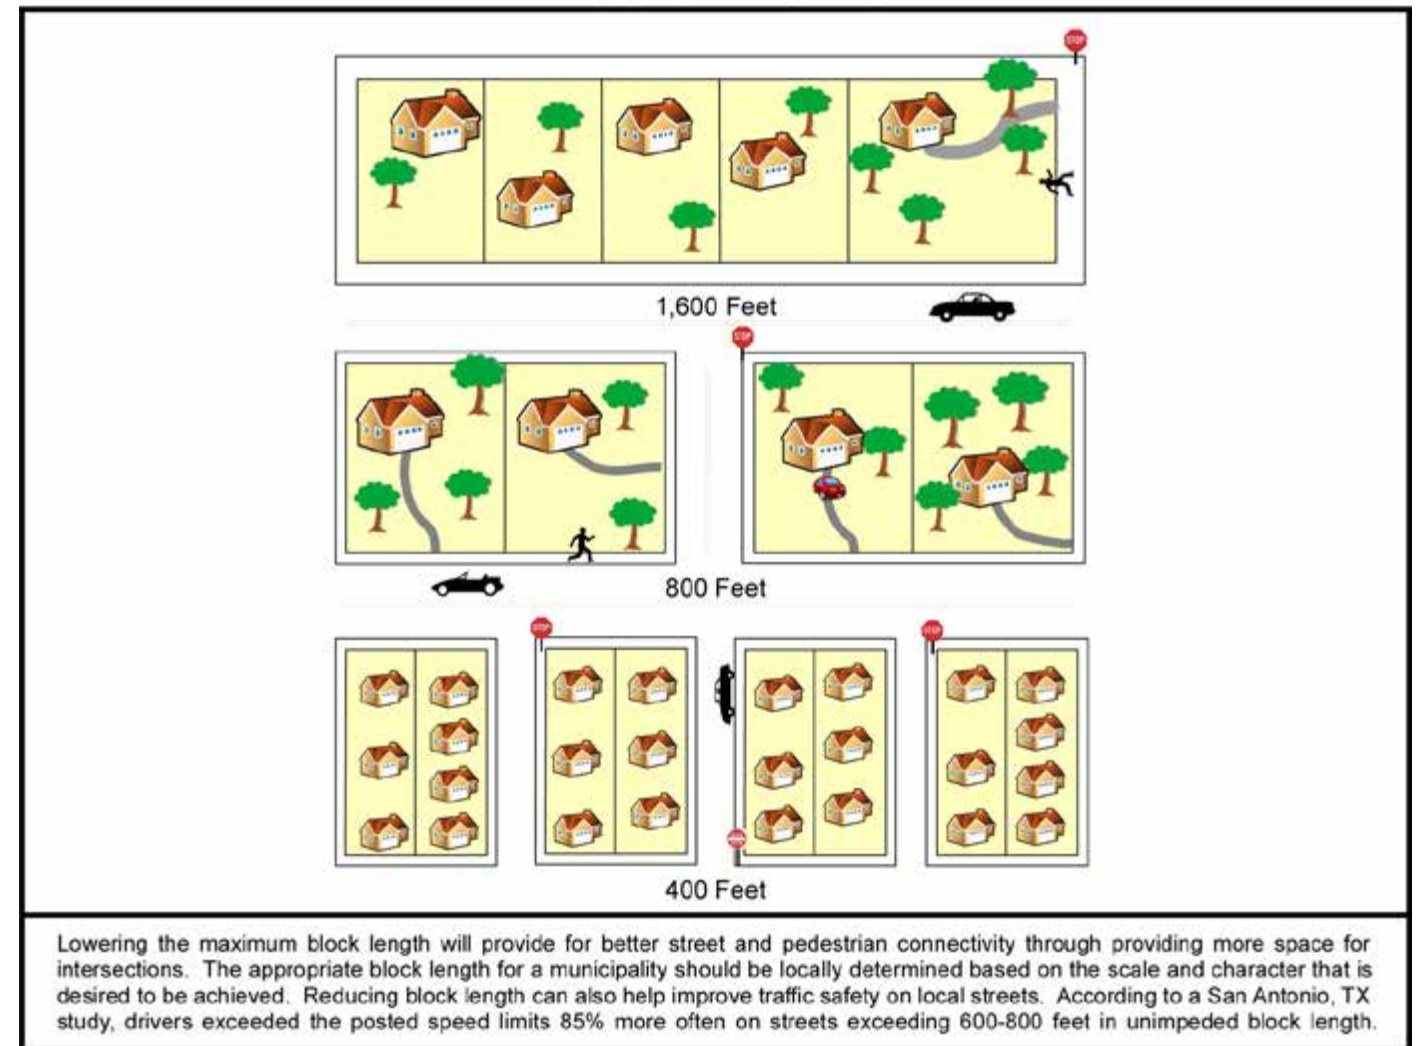 STOP
1,600 Feet
STOP
800 Feet
STOP
STOP
400 Feet
Lowering the maximum block length will provide for better street and pedestrian connectivity through providing more space for
intersections. The appropriate block length for a municipality should be locally determined based on the scale and character that is
desired to be achieved. Reducing block length can also help improve traffic safety on local streets. According to a San Antonio, TX
study, drivers exceeded the posted speed limits 85% more often on streets exceeding 600-800 feet in unimpeded block length.